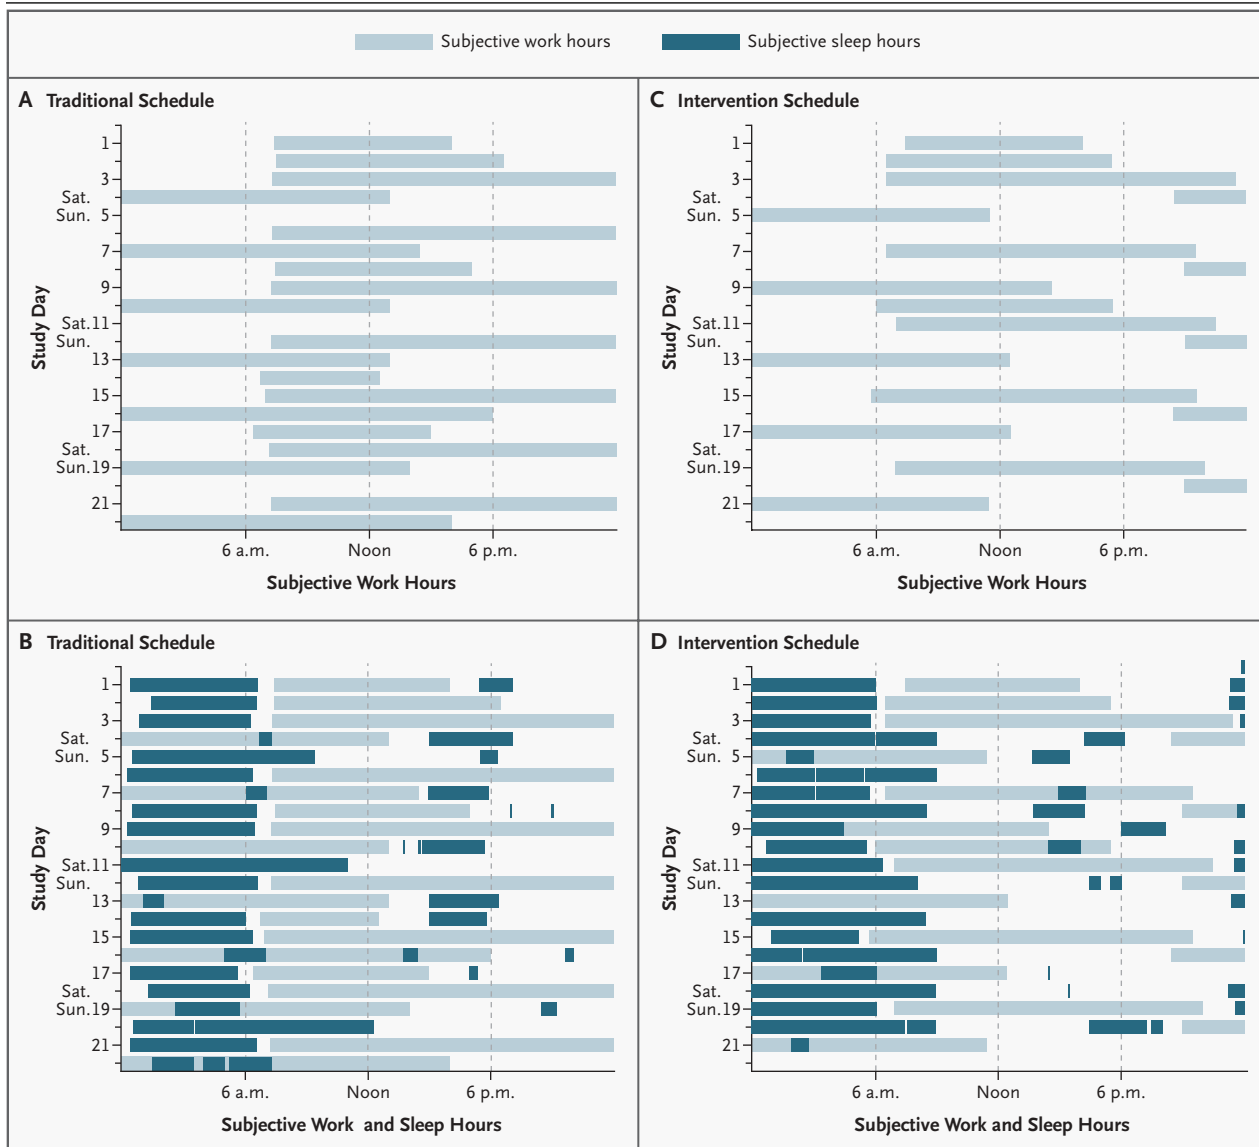 Subjective work hours
Subjective sleep hours
A Traditional Schedule
1
3
Sat.
Sun. 5
7
9
Sat.11
Sun.
13
15
17
Sat.
Sun.19
21
Study Day
6 a.m. Noon 6 p.m.
Subjective Work Hours
C Intervention Schedule
1
3
Sat.
Sun. 5
7
9
Sat.11
Sun.
13
15
17
Sat.
Sun.19
21
Study Day
6 a.m. Noon 6 p.m.
Subjective Work Hours
B Traditional Schedule
1
3
Sat.
Sun. 5
7
9
Sat.11
Sun.
13
15
17
Sat.
Sun.19
21
Study Day
6 a.m. Noon 6 p.m.
Subjective Work and Sleep Hours
D Intervention Schedule
1
3
Sat.
Sun. 5
7
9
Sat.11
Sun.
13
15
17
Sat.
Sun.19
21
Study Day
6 a.m. Noon 6 p.m.
Subjective Work and Sleep Hours